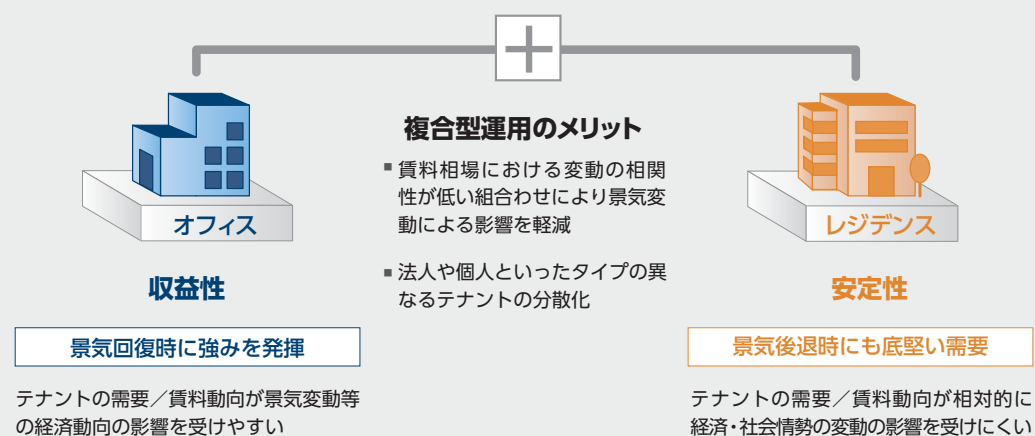 オフィス
収益性
景気回復時に強みを発揮
テナントの需要／賃料動向が景気変動等
の経済動向の影響を受けやすい
複合型運用のメリット
■賃料相場における変動の相関
性が低い組合わせにより景気変
動による影響を軽減
■法人や個人といったタイプの異
なるテナントの分散化
レジデンス
安定性
景気後退時にも底堅い需要
テナントの需要／賃料動向が相対的に
経済・社会情勢の変動の影響を受けにくい